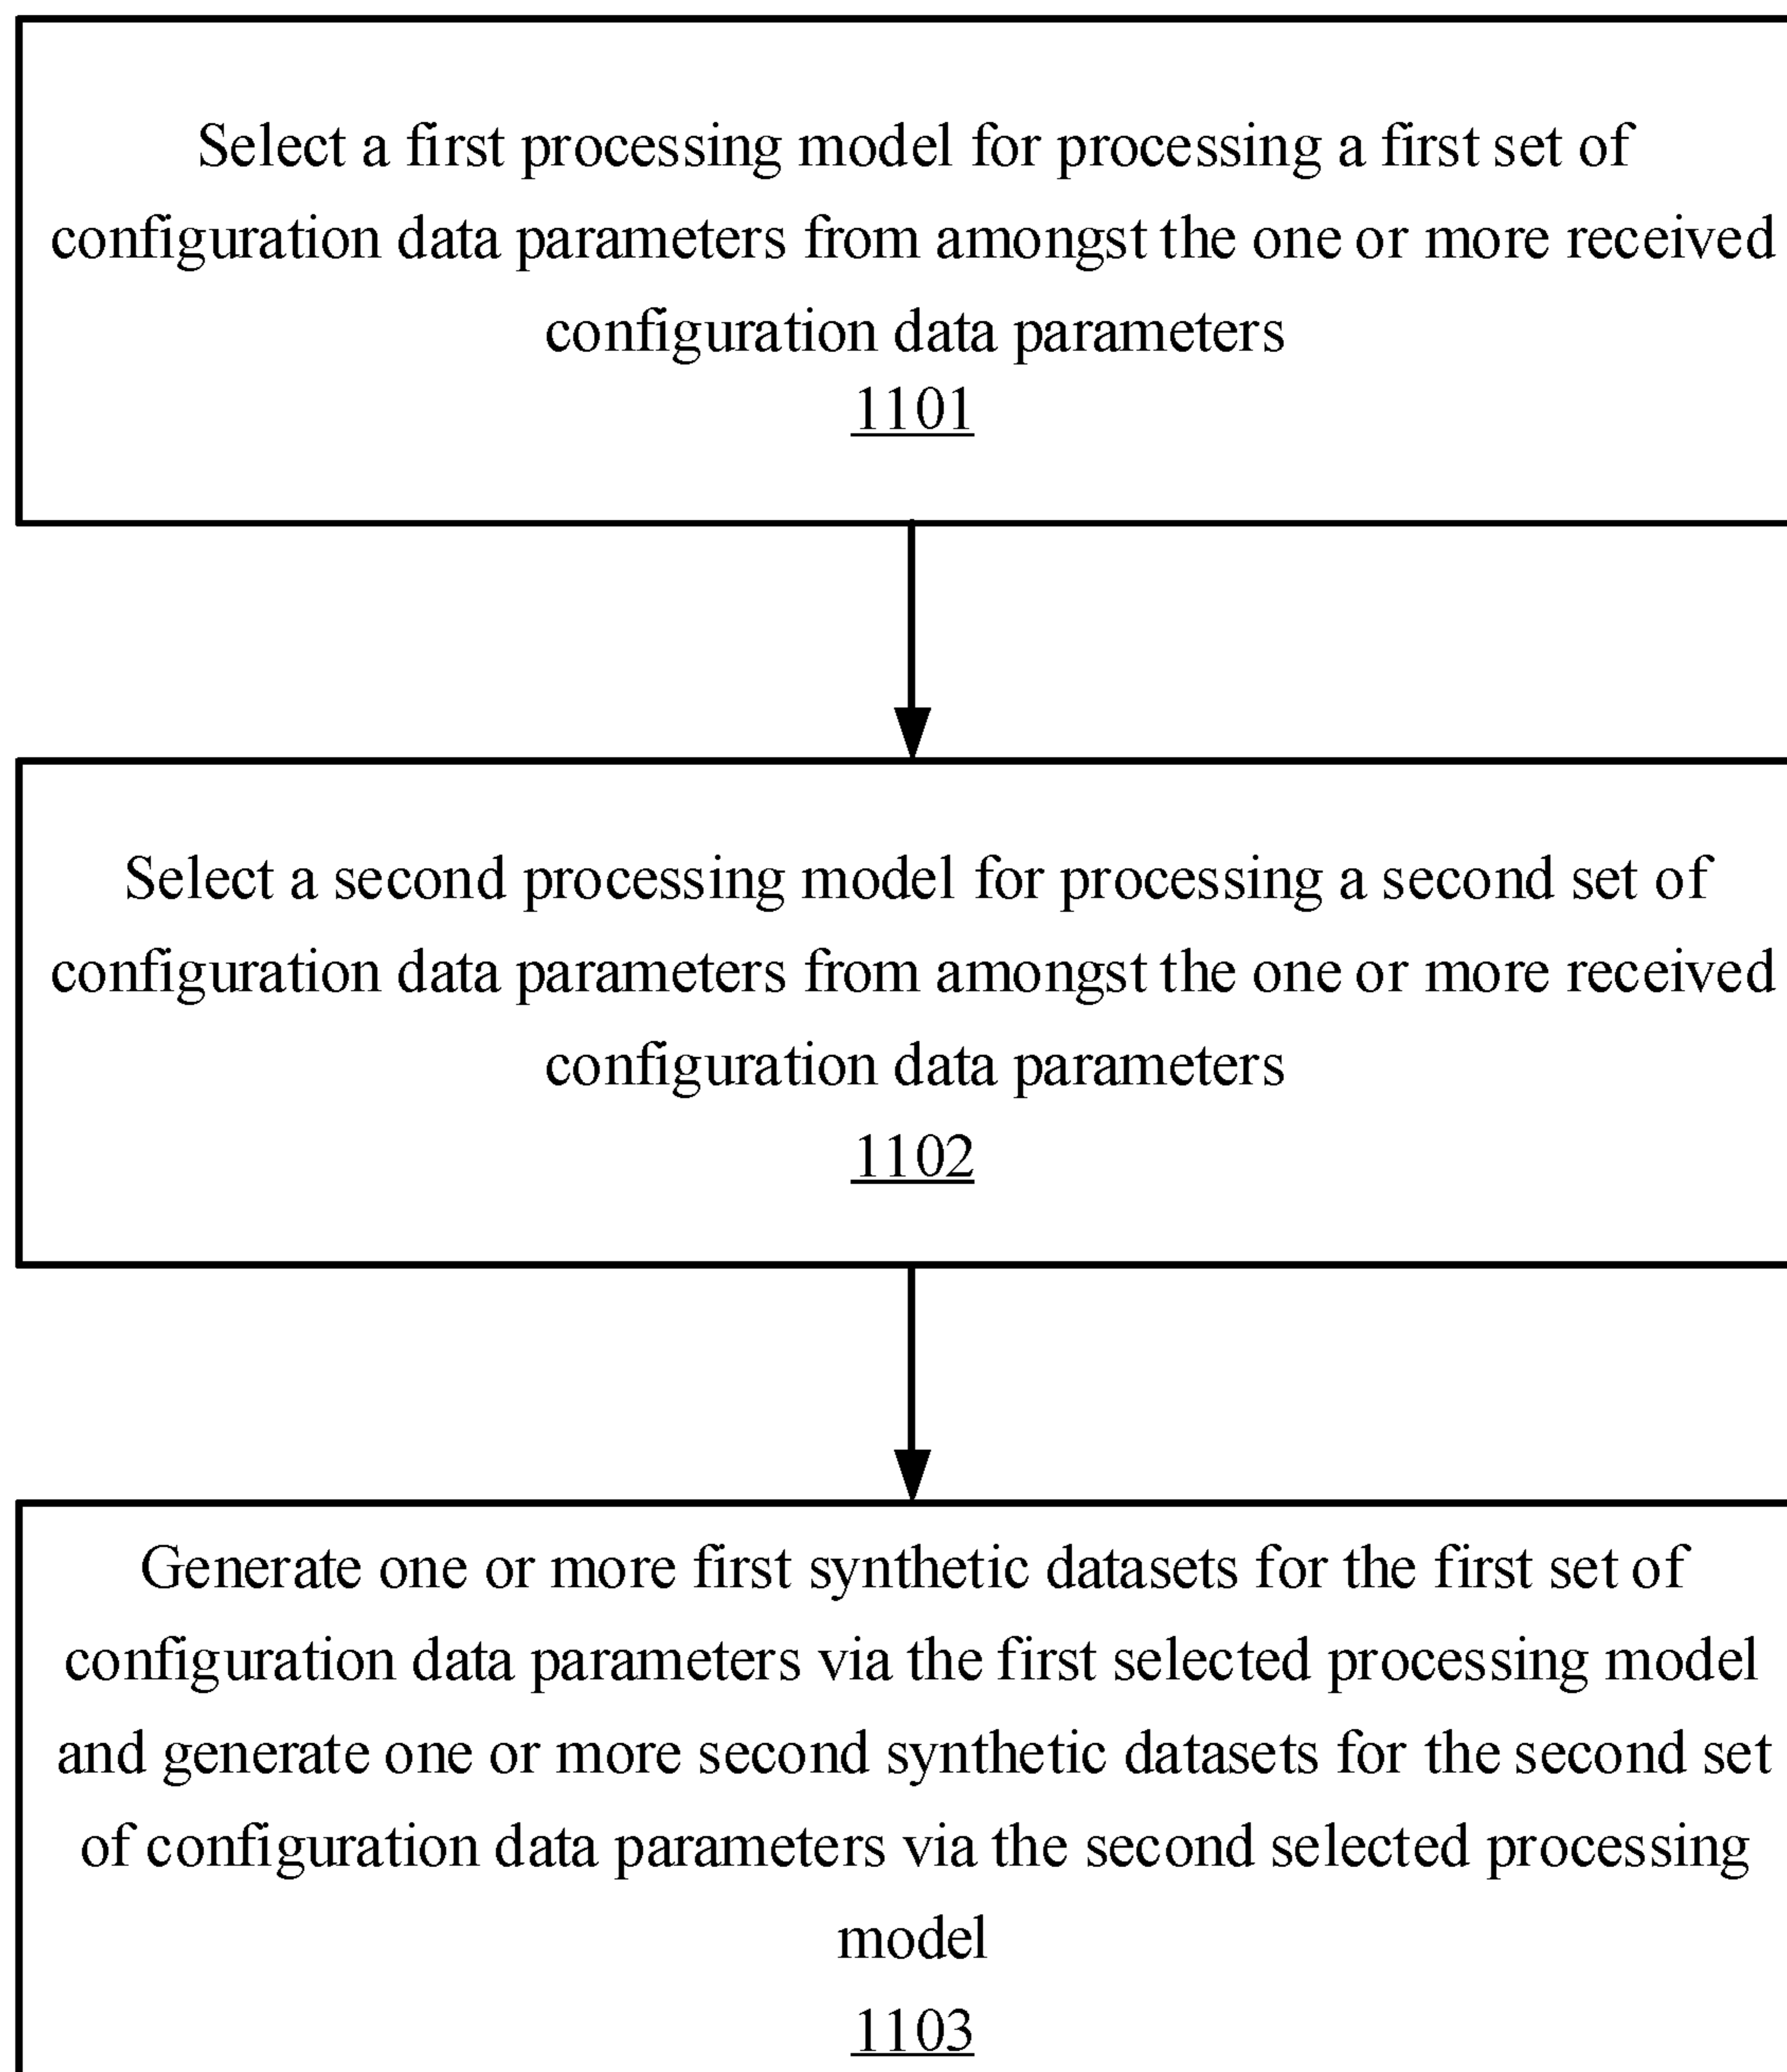 Select a first processing model for processing a first set of
configuration data parameters from amongst the one or more received
configuration data parameters
1101
Select a second processing model for processing a second set of
configuration data parameters from amongst the one or more received
configuration data parameters
1102
Generate one or more first synthetic datasets for the first set of
configuration data parameters via the first selected processing model
and generate one or more second synthetic datasets for the second set
of configuration data parameters via the second selected processing
model
1103